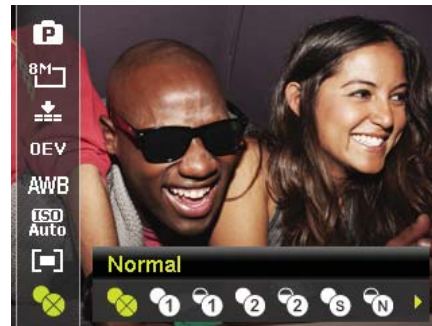 P
8M
0EV
AWB
ISO
Auto
Normal
1 1 2 2 S N